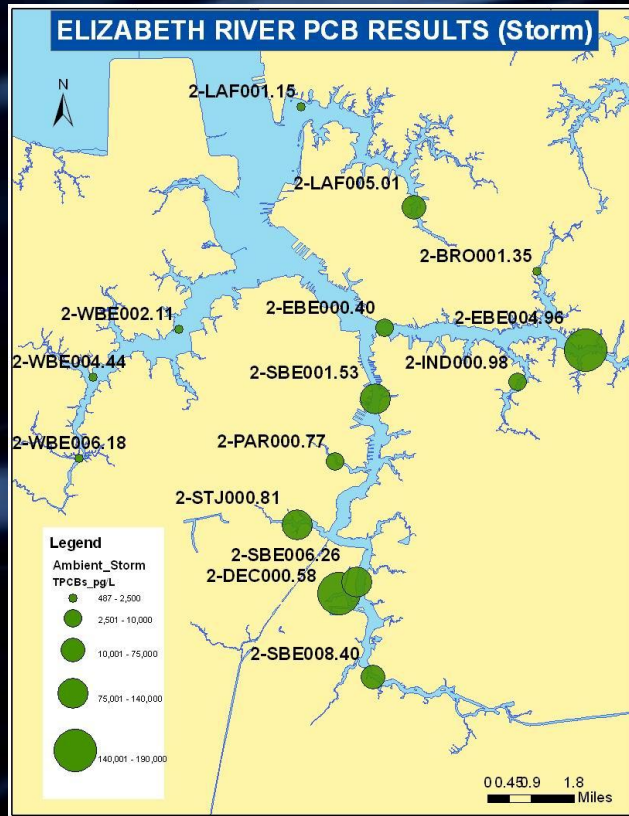 ELIZABETH RIVER PCB RESULTS (Storm)
N
2-LAF001.15
2-LAF005.01
2-BRO001.35
2-WBE002.11
2-EBE000.40
2-EBE004.96
2-WBE004.44
2-IND000.98
2-SBE001.53
2-WBE006.18
2-PAR000.77
2-STJ000.81
2-SBE006.26
2-DEC000.58
2-SBE008.40
Legend
Ambient_Storm
TPCBs_pg/L
487 - 2,500
2,501 - 10,000
10,001 - 75,000
75,001 - 140,000
140,001 - 190,000
0 0.45 0.9 1.8
Miles